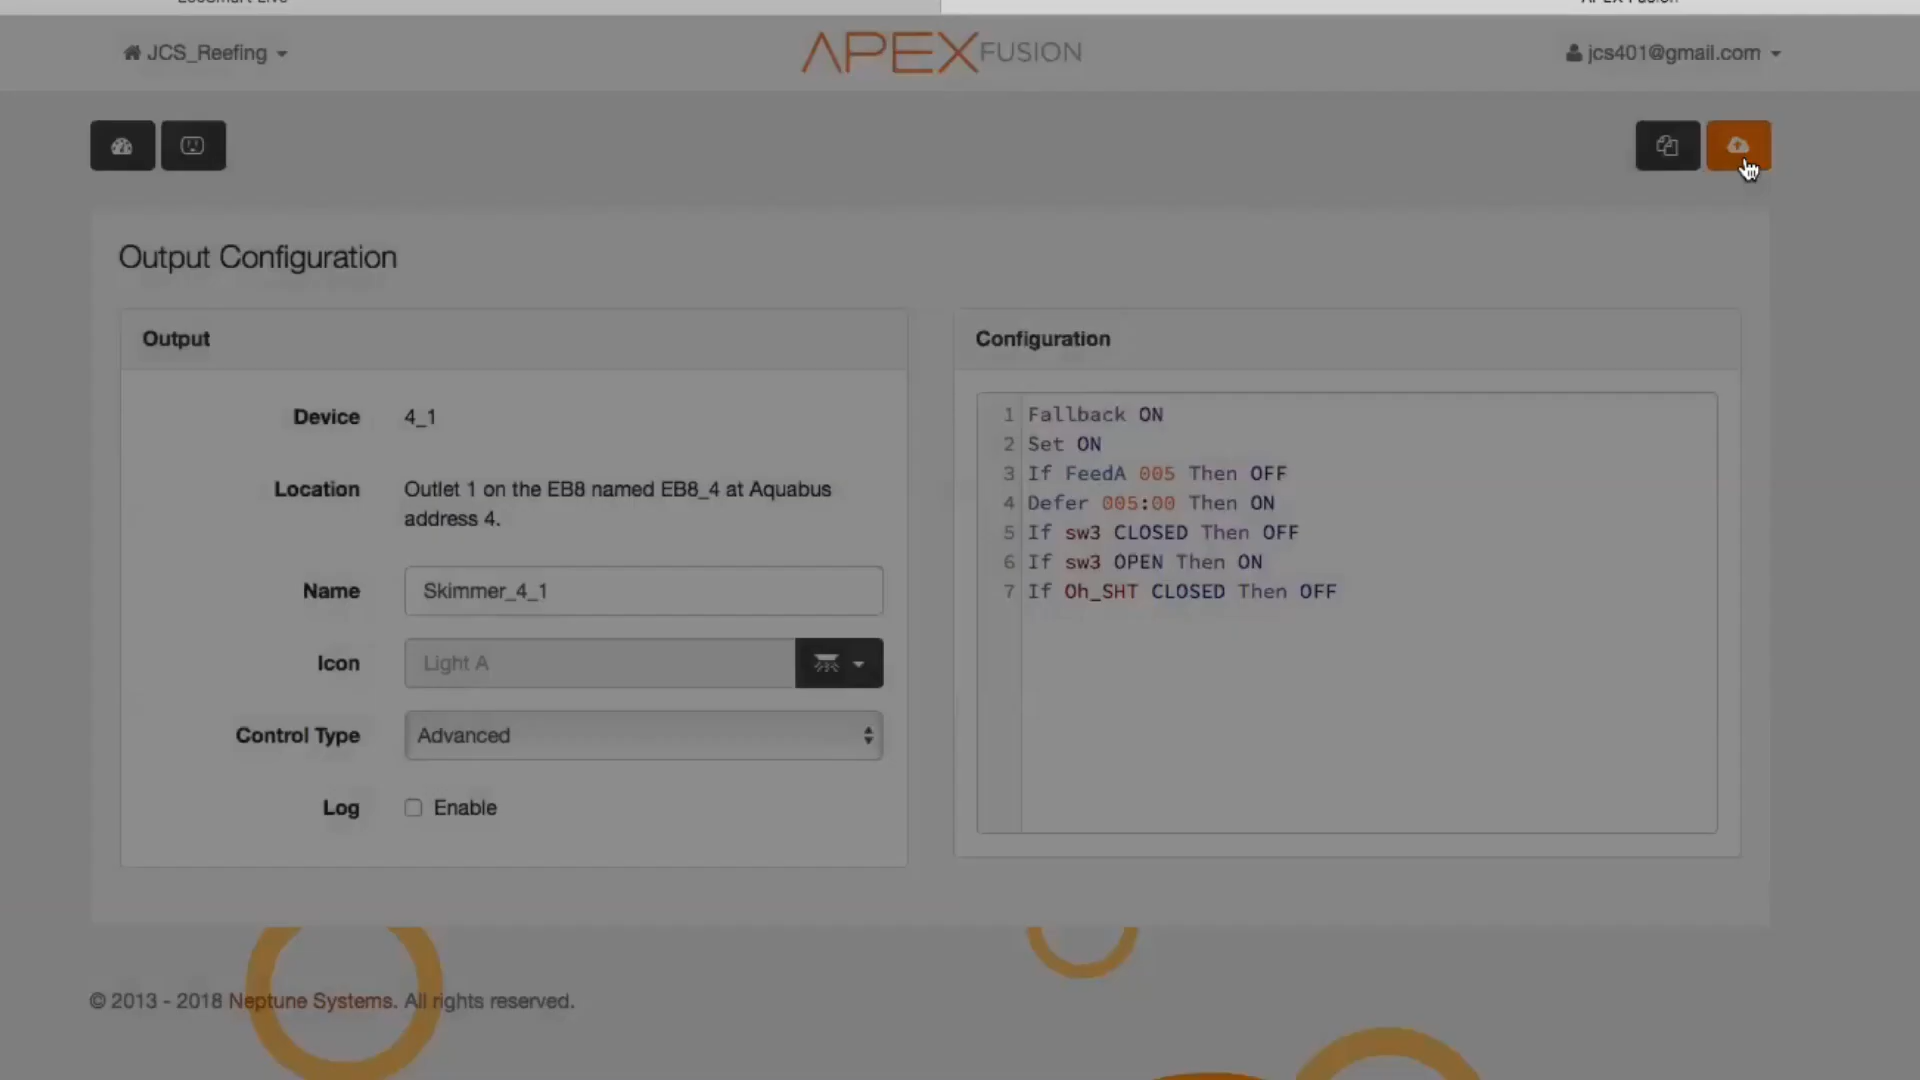 JCS_Reefing
APEX FUSION
jcs401@gmail.com
Output Configuration
Output
Device 4_1
Location Outlet 1 on the EB8 named EB8_4 at Aquabus
address 4.
Name Skimmer_4_1
Icon Light A
Control Type Advanced
Log Enable
Configuration
1 Fallback ON
2 Set ON
3 If FeedA 005 Then OFF
4 Defer 005:00 Then ON
5 If sw3 CLOSED Then OFF
6 If sw3 OPEN Then ON
7 If Oh_SHT CLOSED Then OFF
© 2013 - 2018 Neptune Systems. All rights reserved.